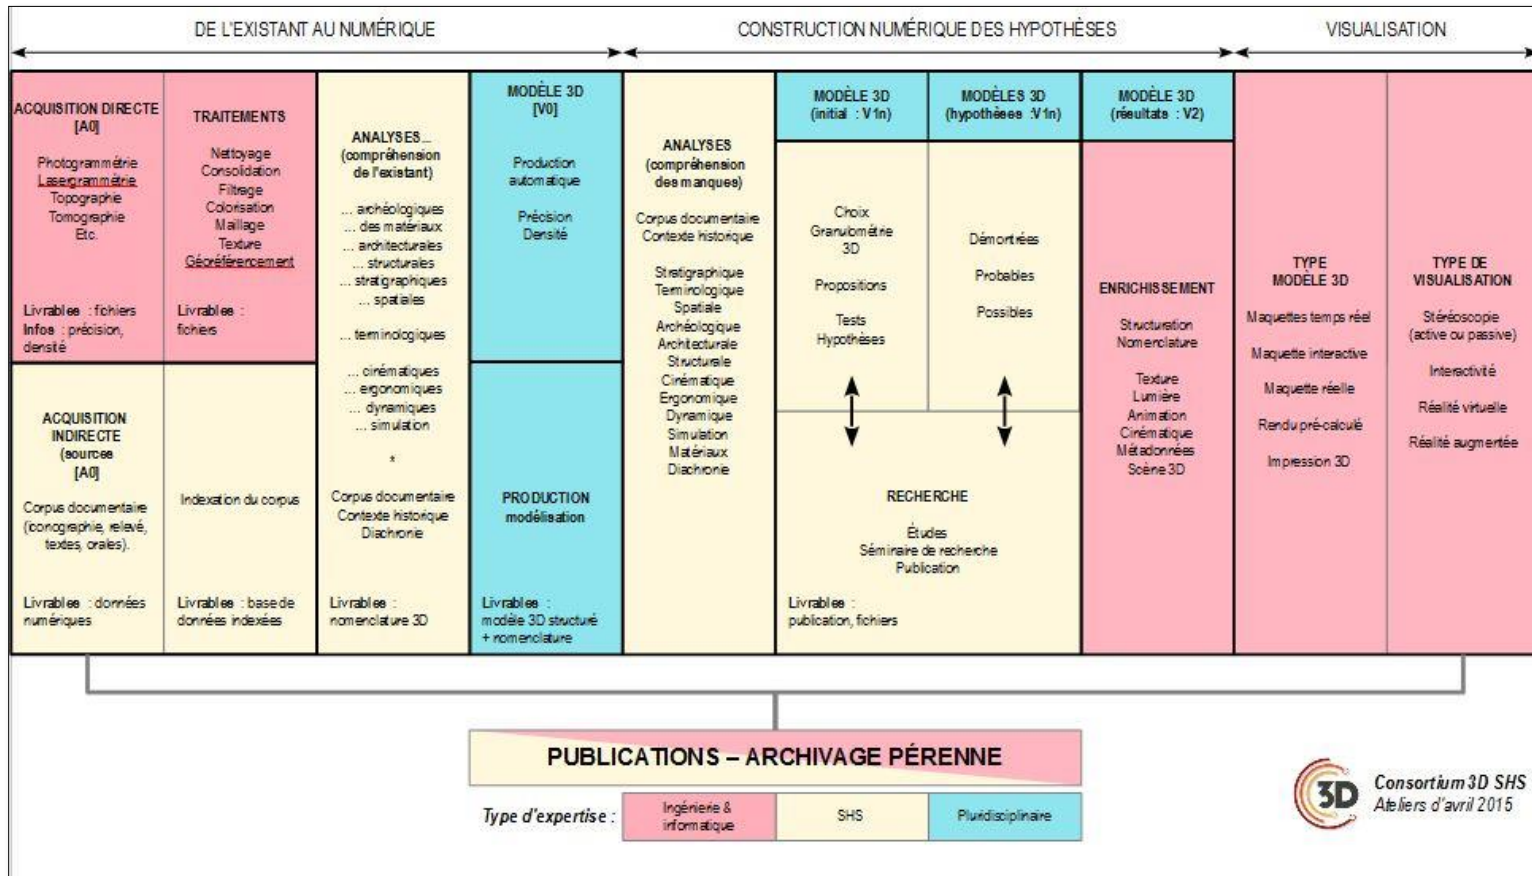 DE L'EXISTANT AU NUMÉRIQUE
CONSTRUCTION NUMÉRIQUE DES HYPOTHÈSES
VISUALISATION
ACQUISITION DIRECTE
[A0]
Photogrammétrie
Lasergrammétrie
Topographie
Tomographie
Etc.
Livrables : fichiers
Infos : précision,
densité
ACQUISITION
INDIRECTE
(sources
[A0]
Corpus documentaire
(iconographie, relevé,
textes, orales).
Livrables : données
numériques
TRAITEMENTS
Nettoyage
Consolidation
Filtrage
Colorisation
Maillage
Texture
Géoréférencement
Livrables :
fichiers
Indexation du corpus
Livrables : base de
données indexées
ANALYSES...
(compréhension
de l'existant)
... archéologiques
... des matériaux
... architecturales
... structurales
... stratigraphiques
... spatiales
... terminologiques
... cinématiques
... ergonomiques
... dynamiques
... simulation
*
Corpus documentaire
Contexte historique
Diachronie
Livrables :
nomenclature 3D
MODÈLE 3D
[V0]
Production
automatique
Précision
Densité
PRODUCTION
modélisation
Livrables :
modèle 3D structuré
+ nomenclature
ANALYSES
(compréhension
des manques)
Corpus documentaire
Contexte historique
Stratigraphique
Terminologique
Spatiale
Archéologique
Architecturale
Structurale
Cinématique
Ergonomique
Dynamique
Simulation
Matériaux
Diachronie
MODÈLE 3D
(initial : V1n)
Choix
Granulométrie
3D
Propositions
Tests
Hypothèses
MODÈLES 3D
(hypothèses :V1n)
Démontrées
Probables
Possibles
RECHERCHE
Études
Séminaire de recherche
Publication
Livrables :
publication, fichiers
MODÈLE 3D
(résultats : V2)
ENRICHISSEMENT
Structuration
Nomenclature
Texture
Lumière
Animation
Cinématique
Métadonnées
Scène 3D
TYPE
MODÈLE 3D
Maquettes temps réel
Maquette interactive
Maquette réelle
Rendu pré-calculé
Impression 3D
TYPE DE
VISUALISATION
Stéréoscopie
(active ou passive)
Interactivité
Réalité virtuelle
Réalité augmentée
PUBLICATIONS – ARCHIVAGE PÉRENNE
Type d'expertise :
Ingénierie &
informatique
SHS
Pluridisciplinaire
3D
Consortium 3D SHS
Ateliers d'avril 2015